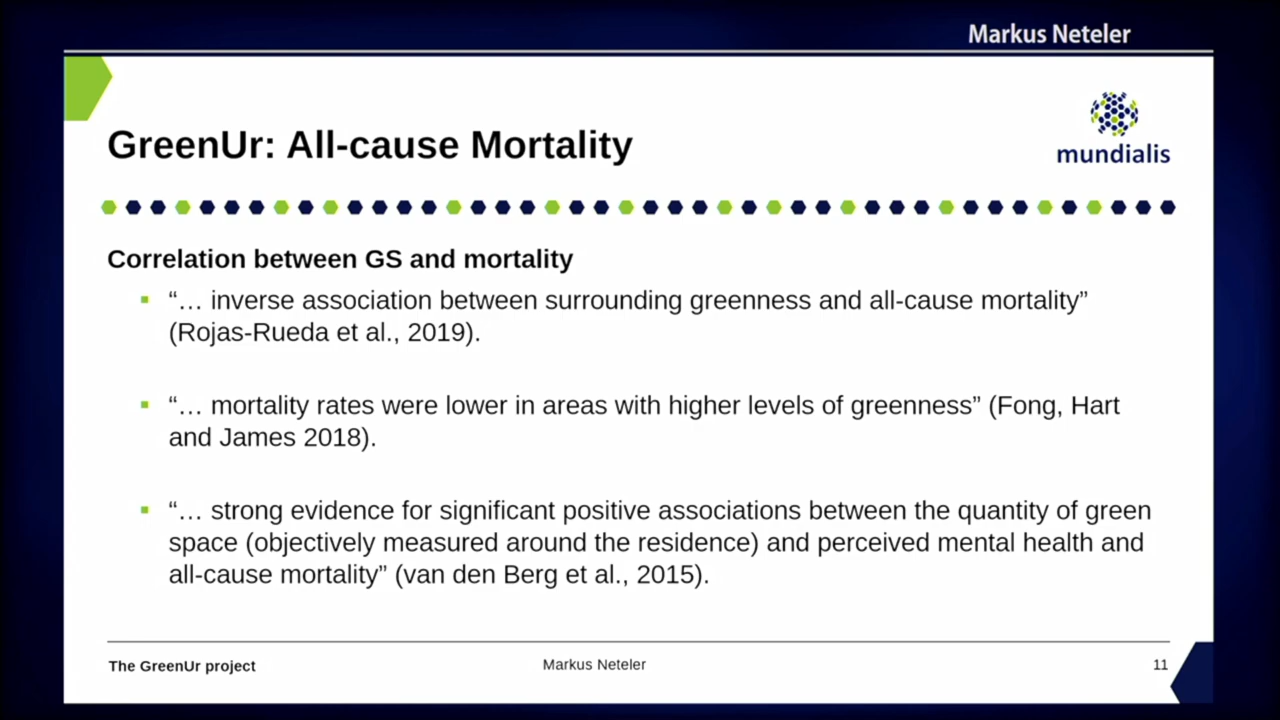 Markus Neteler
GreenUr: All-cause Mortality
mundialis
Correlation between GS and mortality
“… inverse association between surrounding greenness and all-cause mortality”
(Rojas-Rueda et al., 2019).
“… mortality rates were lower in areas with higher levels of greenness” (Fong, Hart
and James 2018).
“… strong evidence for significant positive associations between the quantity of green
space (objectively measured around the residence) and perceived mental health and
all-cause mortality” (van den Berg et al., 2015).
The GreenUr project
Markus Neteler
11